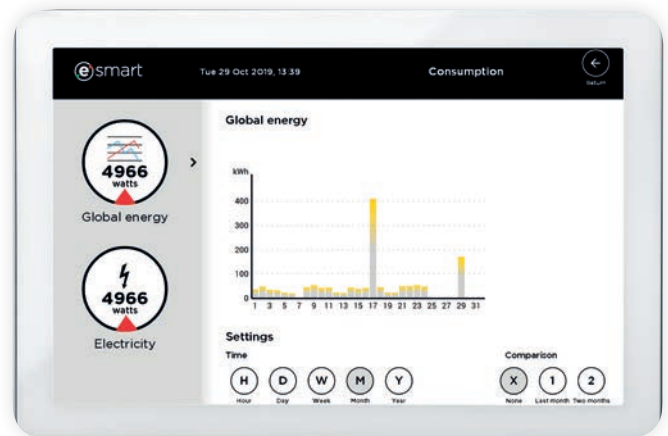 esmart
Tue 29 Oct 2019, 13:39
Consumption
Return
4966
watts
Global energy
4966
watts
Electricity
Global energy
kWh
400
300
200
100
0
1 3 5 7 9 11 13 15 17 19 21 23 25 27 29 31
Settings
Time
H D W M Y
Hour Day Week Month Year
Comparison
X 1 2
None Last month Two months